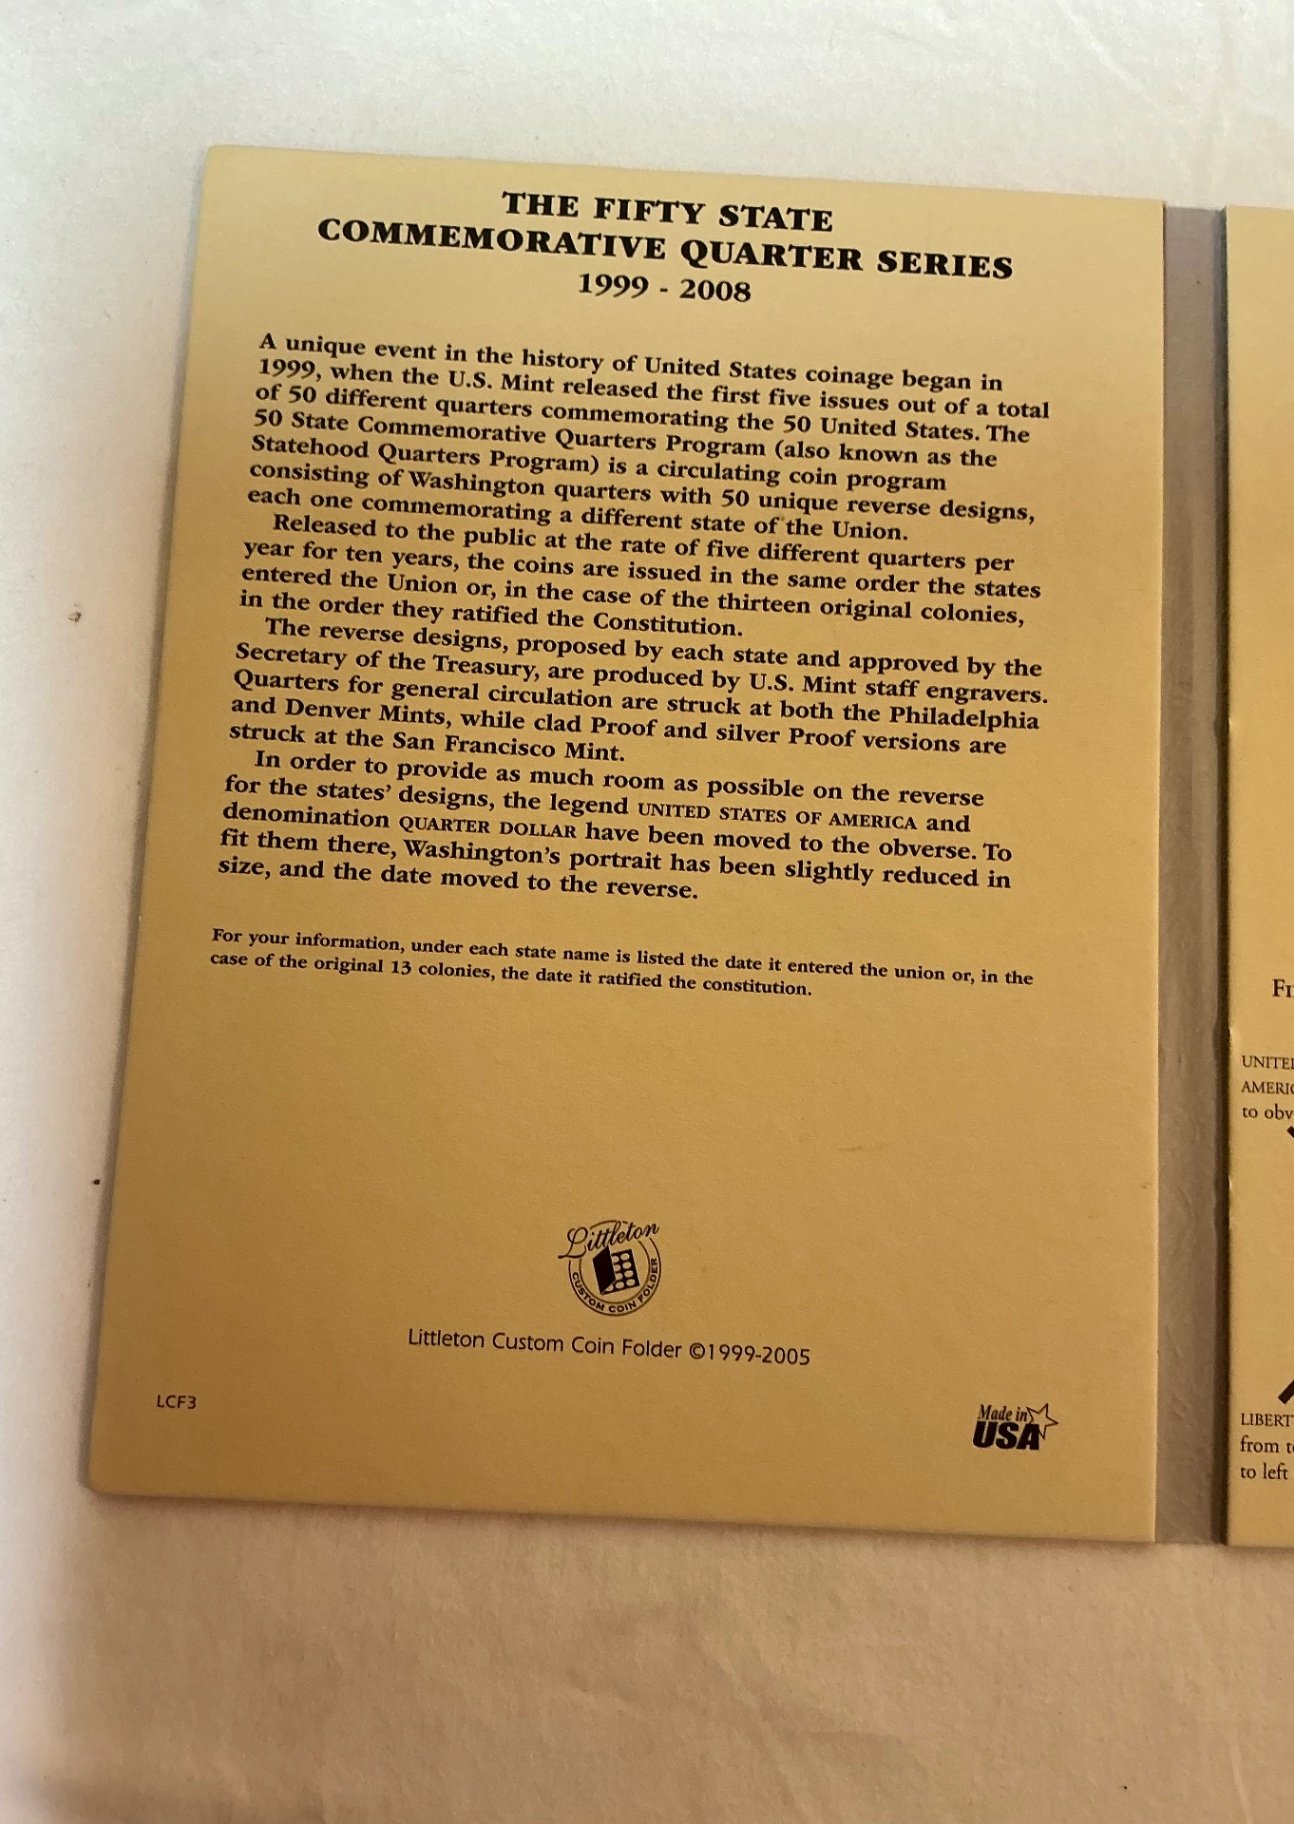 THE FIFTY STATE
COMMEMORATIVE QUARTER SERIES
1999 - 2008
A unique event in the history of United States coinage began in
1999, when the U.S. Mint released the first five issues out of a total
of 50 different quarters commemorating the 50 United States. The
50 State Commemorative Quarters Program (also known as the
Statehood Quarters Program) is a circulating coin program
consisting of Washington quarters with 50 unique reverse designs,
each one commemorating a different state of the Union.
Released to the public at the rate of five different quarters per
year for ten years, the coins are issued in the same order the states
entered the Union or, in the case of the thirteen original colonies,
in the order they ratified the Constitution.
The reverse designs, proposed by each state and approved by the
Secretary of the Treasury, are produced by U.S. Mint staff engravers.
Quarters for general circulation are struck at both the Philadelphia
and Denver Mints, while clad Proof and silver Proof versions are
struck at the San Francisco Mint.
In order to provide as much room as possible on the reverse
for the states' designs, the legend UNITED STATES OF AMERICA and
denomination QUARTER DOLLAR have been moved to the obverse. To
fit them there, Washington's portrait has been slightly reduced in
size, and the date moved to the reverse.
For your information, under each state name is listed the date it entered the union or, in the
case of the original 13 colonies, the date it ratified the constitution.
Littleton
CUSTOM COIN FOLDER
Littleton Custom Coin Folder ©1999-2005
LCF3
Made in
USA
to obv
LIBERT
from t
to left